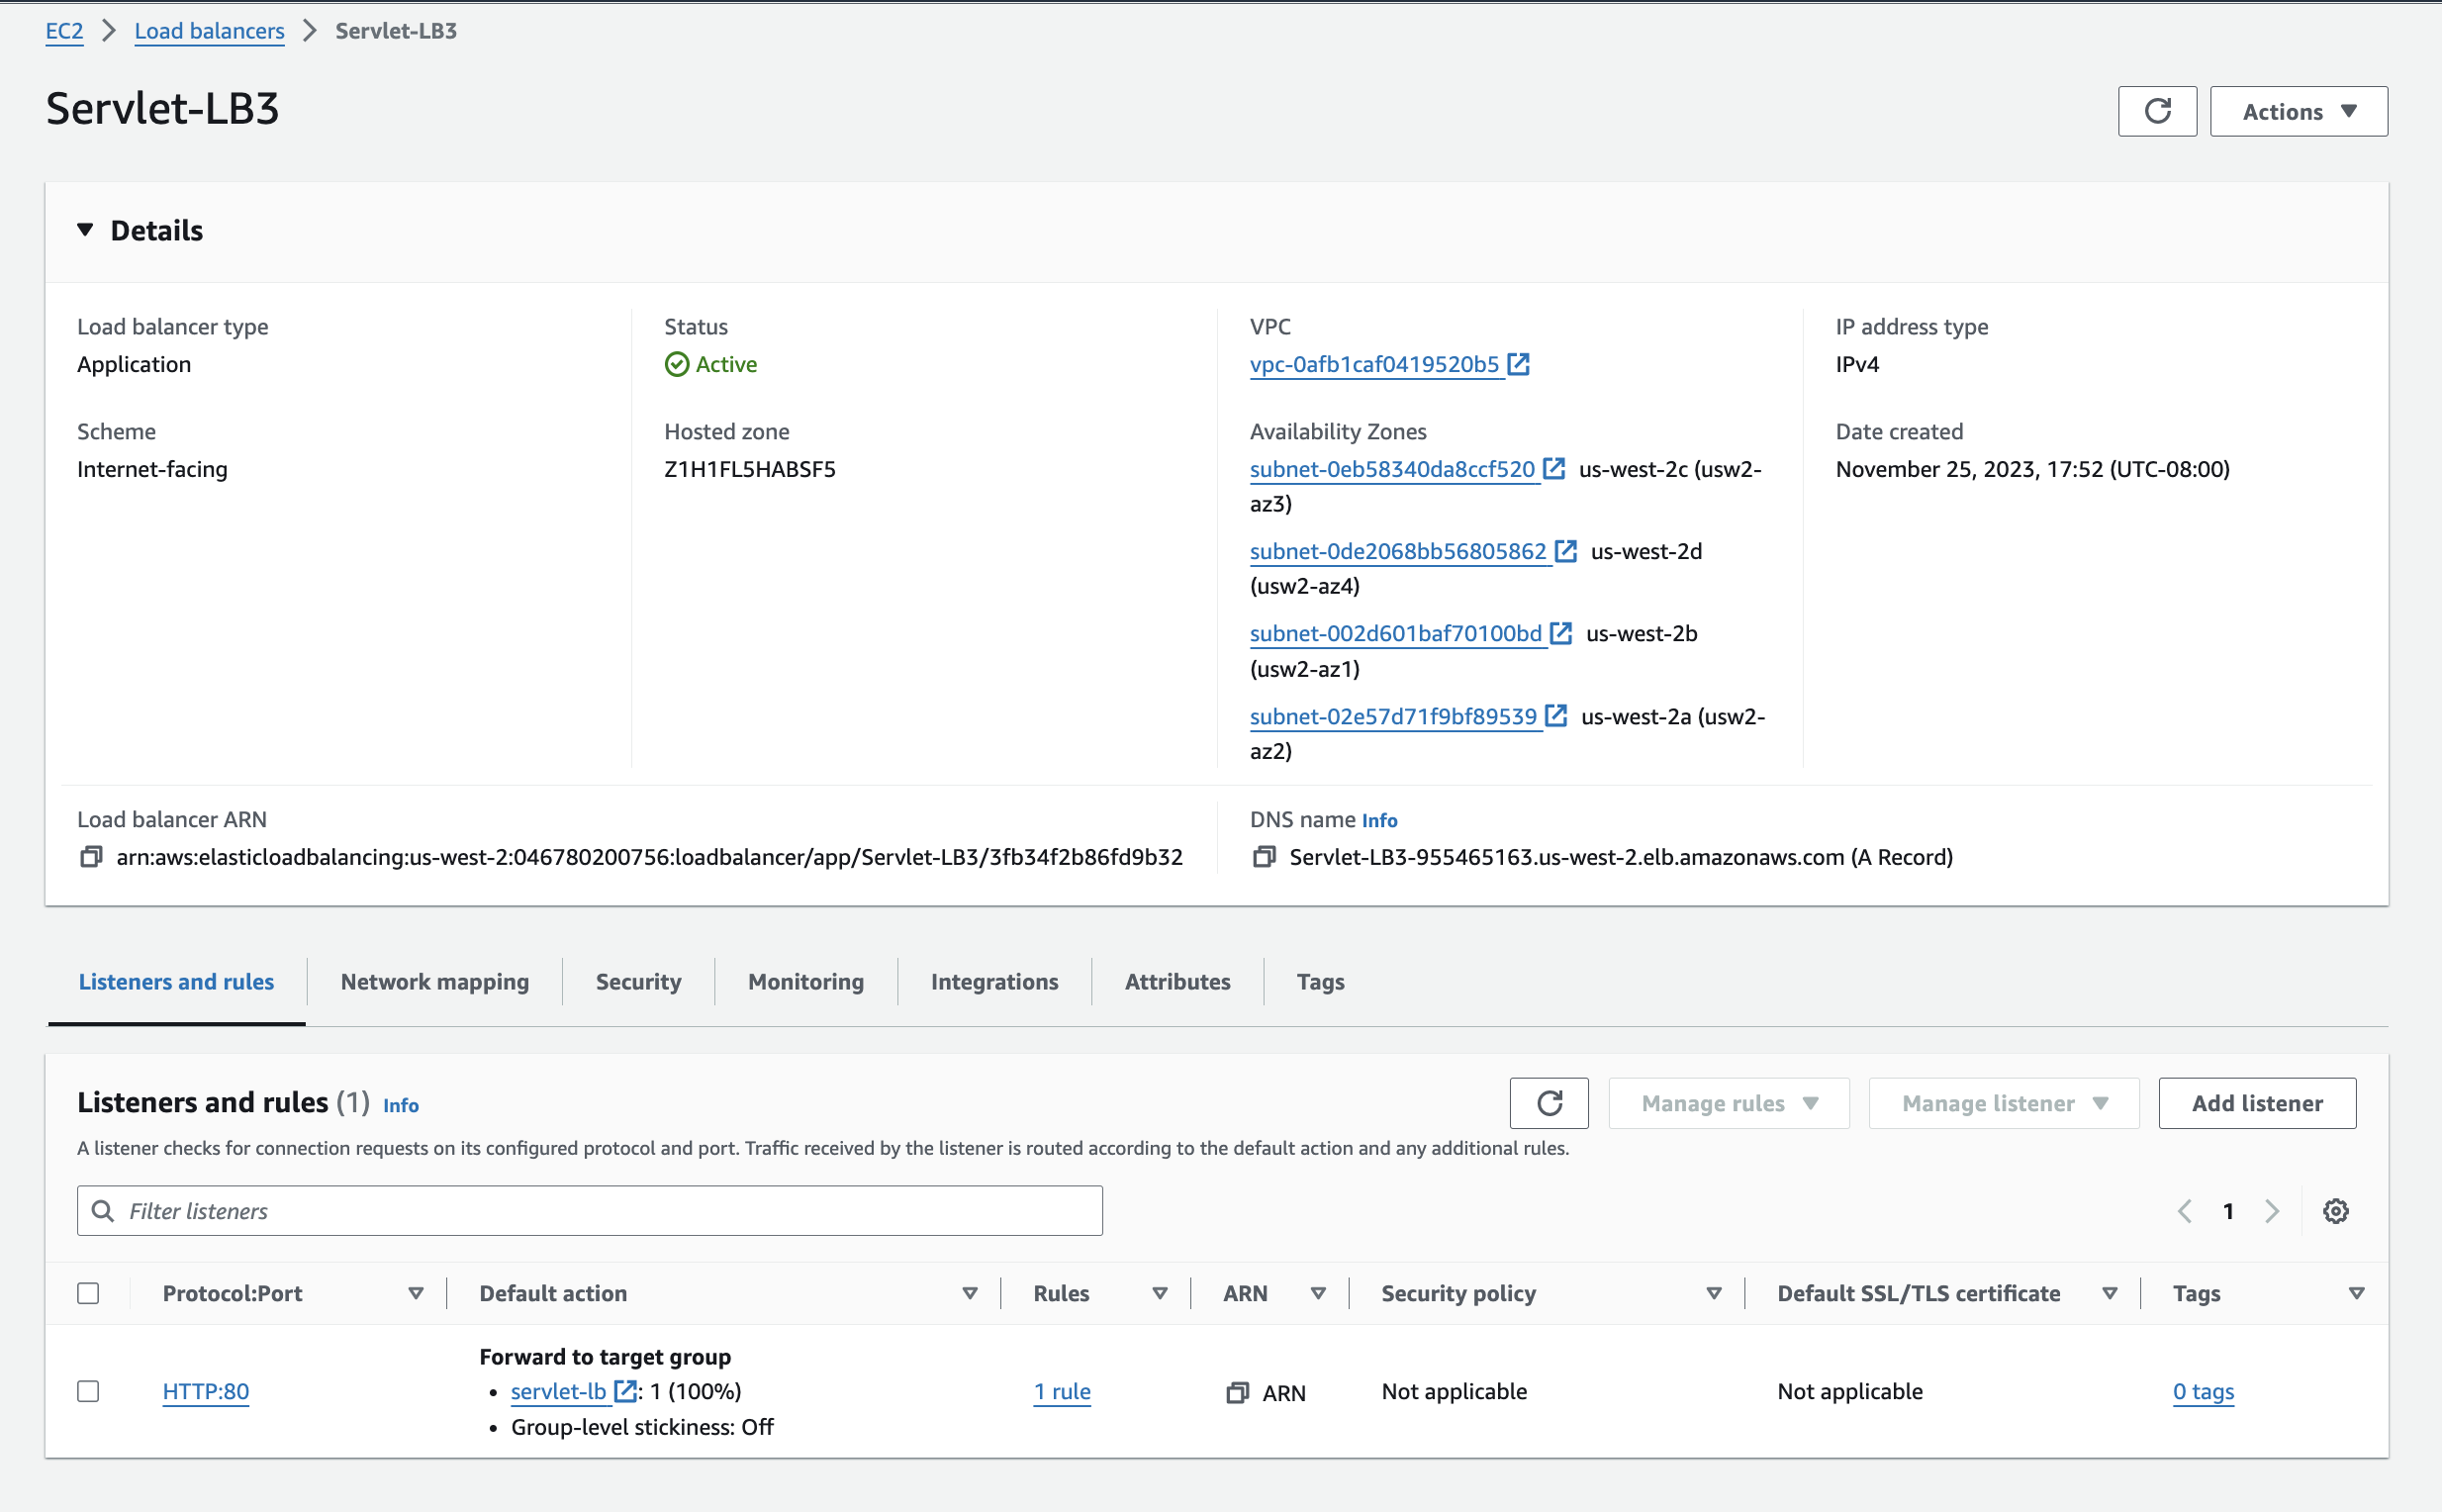 EC2 > Load balancers > Servlet-LB3
Servlet-LB3
Actions
Details
Load balancer type
Application
Status
Active
VPC
vpc-0afb1caf0419520b5
IP address type
IPv4
Scheme
Internet-facing
Hosted zone
Z1H1FL5HABSF5
Availability Zones
subnet-0eb58340da8ccf520 us-west-2c (usw2-
az3)
subnet-0de2068bb56805862 us-west-2d
(usw2-az4)
subnet-002d601baf70100bd us-west-2b
(usw2-az1)
subnet-02e57d71f9bf89539 us-west-2a (usw2-
az2)
Date created
November 25, 2023, 17:52 (UTC-08:00)
Load balancer ARN
arn:aws:elasticloadbalancing:us-west-2:046780200756:loadbalancer/app/Servlet-LB3/3fb34f2b86fd9b32
DNS name Info
Servlet-LB3-955465163.us-west-2.elb.amazonaws.com (A Record)
Listeners and rules Network mapping Security Monitoring Integrations Attributes Tags
Listeners and rules (1) Info
Manage rules Manage listener Add listener
A listener checks for connection requests on its configured protocol and port. Traffic received by the listener is routed according to the default action and any additional rules.
Filter listeners
1
Protocol:Port Default action Rules ARN Security policy Default SSL/TLS certificate Tags
Forward to target group
HTTP:80 • servlet-lb : 1 (100%) 1 rule ARN Not applicable Not applicable 0 tags
• Group-level stickiness: Off